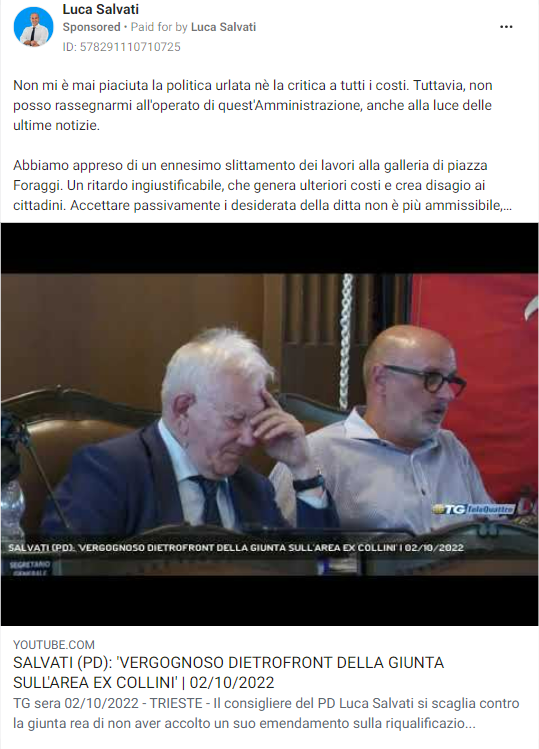 Luca Salvati
Sponsored • Paid for by Luca Salvati
ID: 578291110710725
Non mi è mai piaciuta la politica urlata nè la critica a tutti i costi. Tuttavia, non
posso rassegnarmi all'operato di quest'Amministrazione, anche alla luce delle
ultime notizie.
Abbiamo appreso di un ennesimo slittamento dei lavori alla galleria di piazza
Foraggi. Un ritardo ingiustificabile, che genera ulteriori costi e crea disagio ai
cittadini. Accettare passivamente i desiderata della ditta non è più ammissibile,...
TG TeleQuattro
SALVATI (PD): 'VERGOGNOSO DIETROFRONT DELLA GIUNTA SULL'AREA EX COLLINI' | 02/10/2022
SEGRETARIO
GENERALE
YOUTUBE.COM
SALVATI (PD): 'VERGOGNOSO DIETROFRONT DELLA GIUNTA
SULL'AREA EX COLLINI' | 02/10/2022
TG sera 02/10/2022 - TRIESTE - Il consigliere del PD Luca Salvati si scaglia contro
la giunta rea di non aver accolto un suo emendamento sulla riqualificazio...